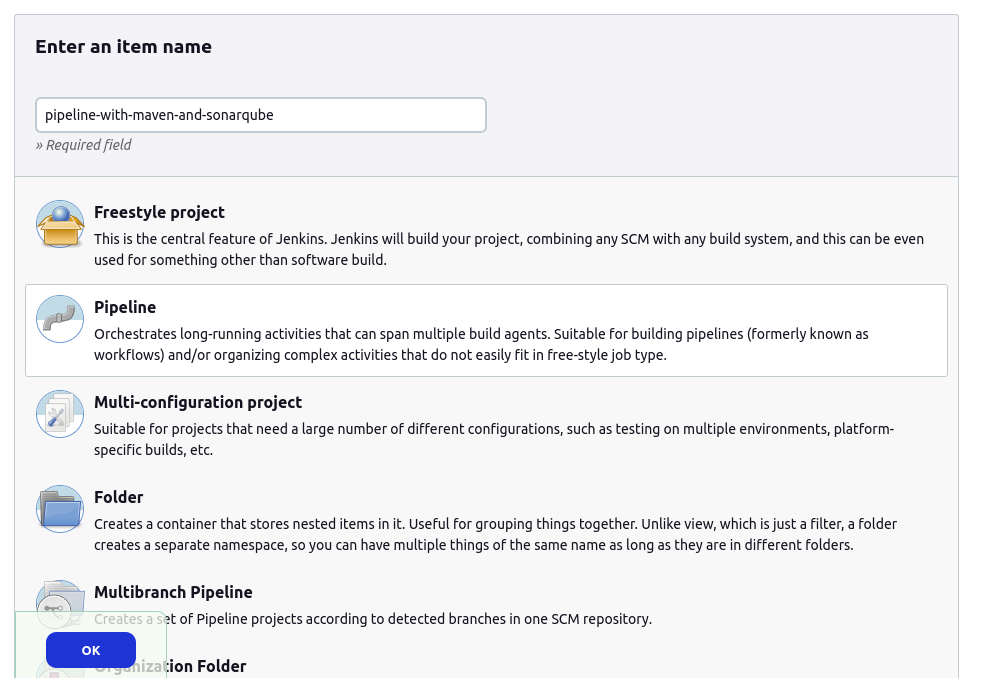 Enter an item name
pipeline-with-maven-and-sonarqube
» Required field
Freestyle project
This is the central feature of Jenkins. Jenkins will build your project, combining any SCM with any build system, and this can be even
used for something other than software build.
Pipeline
Orchestrates long-running activities that can span multiple build agents. Suitable for building pipelines (formerly known as
workflows) and/or organizing complex activities that do not easily fit in free-style job type.
Multi-configuration project
Suitable for projects that need a large number of different configurations, such as testing on multiple environments, platform-
specific builds, etc.
Folder
Creates a container that stores nested items in it. Useful for grouping things together. Unlike view, which is just a filter, a folder
creates a separate namespace, so you can have multiple things of the same name as long as they are in different folders.
Multibranch Pipeline
Creates a set of Pipeline projects according to detected branches in one SCM repository.
OK
Organization Folder